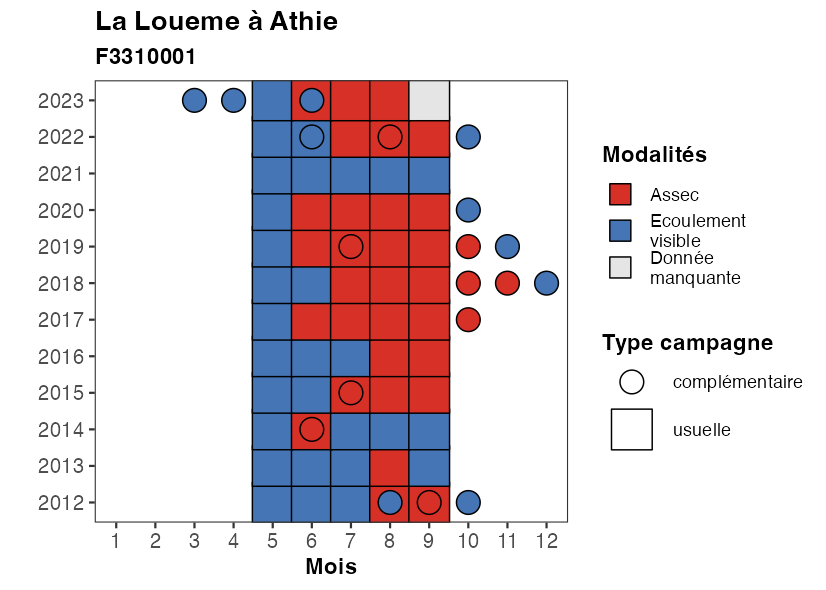 La Loueme à Athie
F3310001
2023
2022
2021
2020
2019
2018
2017
2016
2015
2014
2013
2012
1 2 3 4 5 6 7 8 9 10 11 12
Mois
Modalités
Assec
Ecoulement
visible
Donnée
manquante
Type campagne
complémentaire
usuelle